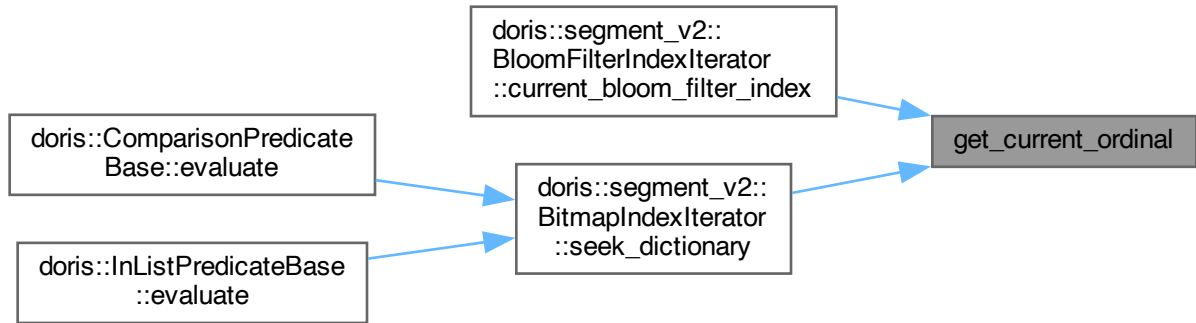 doris::segment_v2::
BloomFilterIndexIterator
::current_bloom_filter_index
doris::ComparisonPredicate
Base::evaluate
get_current_ordinal
doris::segment_v2::
BitmapIndexIterator
::seek_dictionary
doris::InListPredicateBase
::evaluate